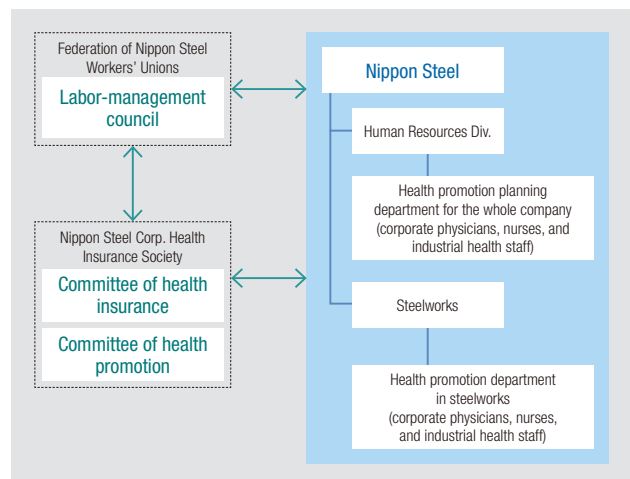 Federation of Nippon Steel
Workers' Unions
Labor-management
council
Nippon Steel Corp. Health
Insurance Society
Committee of health
insurance
Committee of health
promotion
Nippon Steel
Human Resources Div.
Health promotion planning
department for the whole company
(corporate physicians, nurses, and
industrial health staff)
Steelworks
Health promotion department
in steelworks
(corporate physicians, nurses,
and industrial health staff)